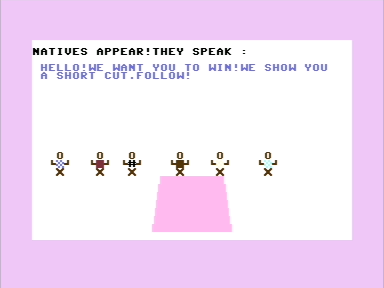 NATIVES APPEAR!THEY SPEAK :
HELLO!WE WANT YOU TO WIN!WE SHOW YOU
A SHORT CUT.FOLLOW!